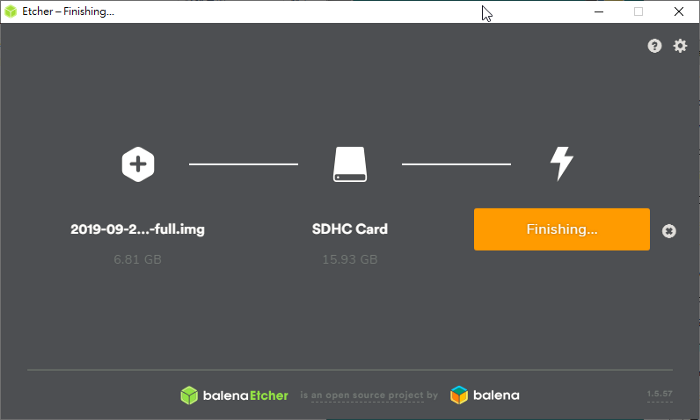 Etcher – Finishing...
2019-09-2...-full.img
SDHC Card
Finishing...
6.81 GB
15.93 GB
balenaEtcher is an open source project by balena
1.5.57